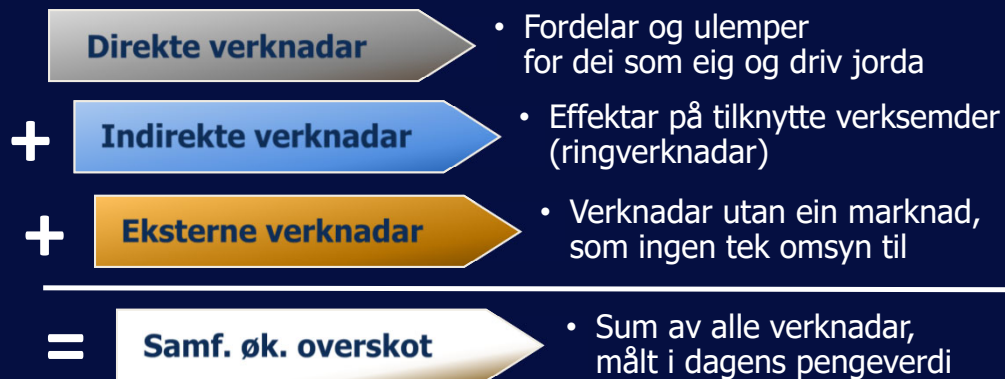 Direkte verknadar
• Fordelar og ulemper
for dei som eig og driv jorda
+
Indirekte verknadar
• Effektar på tilknytte verksemder
(ringverknadar)
+
Eksterne verknadar
• Verknadar utan ein marknad,
som ingen tek omsyn til
=
Samf. øk. overskot
• Sum av alle verknadar,
målt i dagens pengeverdi